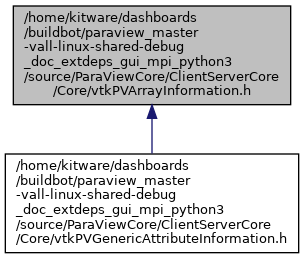 /home/kitware/dashboards
/buildbot/paraview_master
-vall-linux-shared-debug
_doc_extdeps_gui_mpi_python3
/source/ParaViewCore/ClientServerCore
/Core/vtkPVArrayInformation.h
/home/kitware/dashboards
/buildbot/paraview_master
-vall-linux-shared-debug
_doc_extdeps_gui_mpi_python3
/source/ParaViewCore/ClientServerCore
/Core/vtkPVGenericAttributeInformation.h